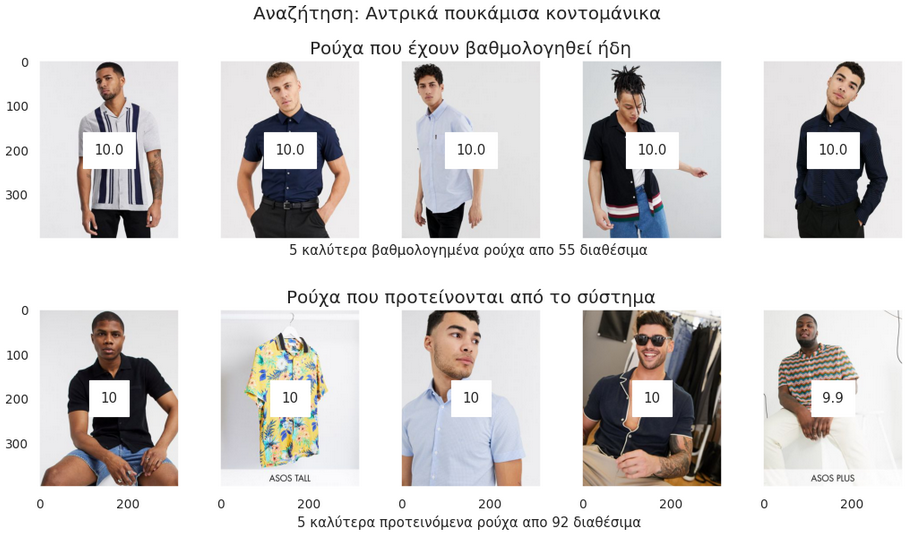 Αναζήτηση: Αντρικά πουκάμισα κοντομάνικα
Ρούχα που έχουν βαθμολογηθεί ήδη
0
100
200
300
10.0 10.0 10.0 10.0 10.0
5 καλύτερα βαθμολογημένα ρούχα απο 55 διαθέσιμα
Ρούχα που προτείνονται από το σύστημα
0
100
200
300
10 10 10 10 9.9
ASOS TALL ASOS PLUS
0 200 0 200 0 200 0 200 0 200
5 καλύτερα προτεινόμενα ρούχα απο 92 διαθέσιμα